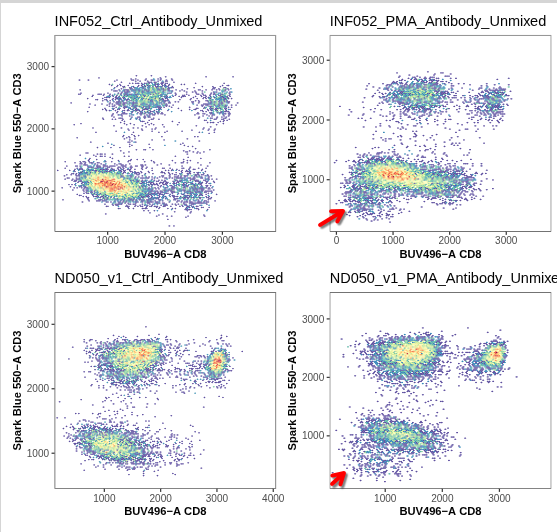 INF052_Ctrl_Antibody_Unmixed
INF052_PMA_Antibody_Unmixed
Spark Blue 550−A CD3
3000
2000
1000
1000
2000
3000
BUV496−A CD8
Spark Blue 550−A CD3
3000
2000
1000
0
1000
2000
3000
BUV496−A CD8
ND050_v1_Ctrl_Antibody_Unmixed
ND050_v1_PMA_Antibody_Unmixe
Spark Blue 550−A CD3
3000
2000
1000
1000
2000
3000
4000
BUV496−A CD8
Spark Blue 550−A CD3
3000
2000
1000
1000
2000
3000
BUV496−A CD8